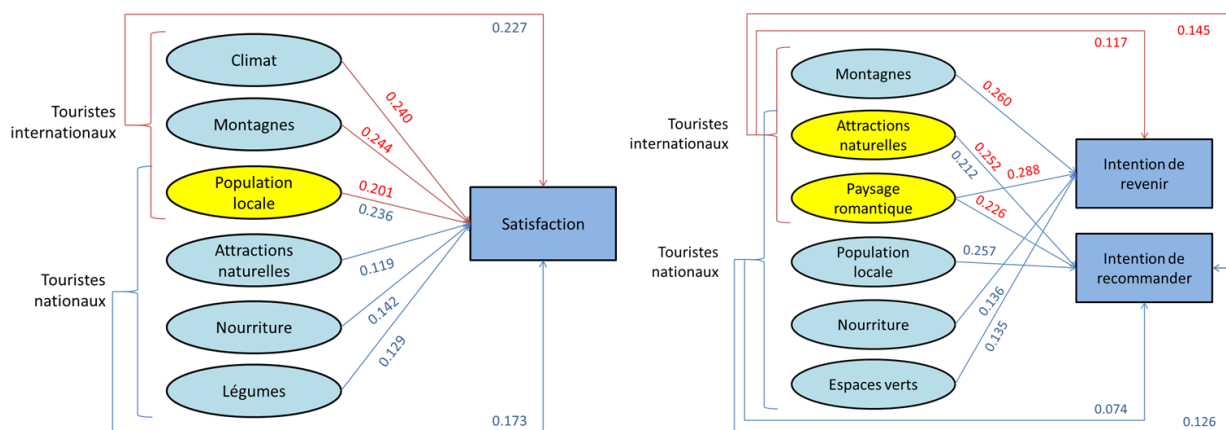 0.227
Climat
0.240
Touristes
internationaux
Montagnes
0.244
Population
locale
0.201
0.236
Satisfaction
Attractions
naturelles
0.119
Touristes
nationaux
Nourriture
0.142
0.129
Légumes
0.173
0.145
0.117
Montagnes
0.260
Touristes
internationaux
Attractions
naturelles
0.252
0.212
Intention de
revenir
0.288
Paysage
romantique
0.226
Touristes
nationaux
Population
locale
0.257
Intention de
recommander
Nourriture
0.136
0.135
Espaces verts
0.074
0.126